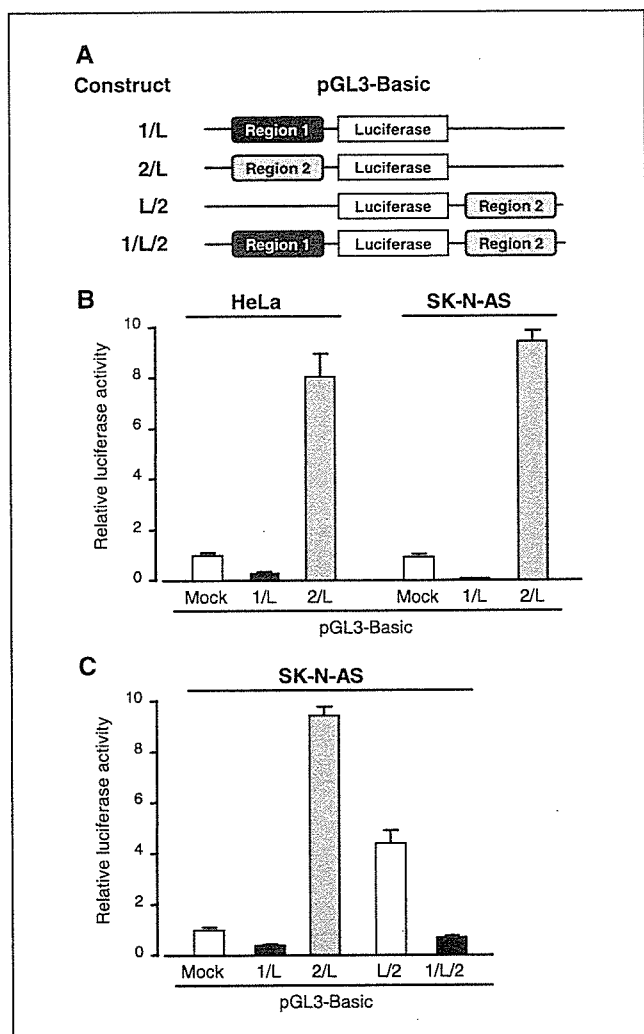 A
Construct pGL3-Basic
1/L Region 1 Luciferase
2/L Region 2 Luciferase
L/2 Luciferase Region 2
1/L/2 Region 1 Luciferase Region 2
B
HeLa SK-N-AS
Relative luciferase activity
10
8
6
4
2
0
Mock 1/L 2/L Mock 1/L 2/L
pGL3-Basic
C
SK-N-AS
Relative luciferase activity
10
8
6
4
2
0
Mock 1/L 2/L L/2 1/L/2
pGL3-Basic